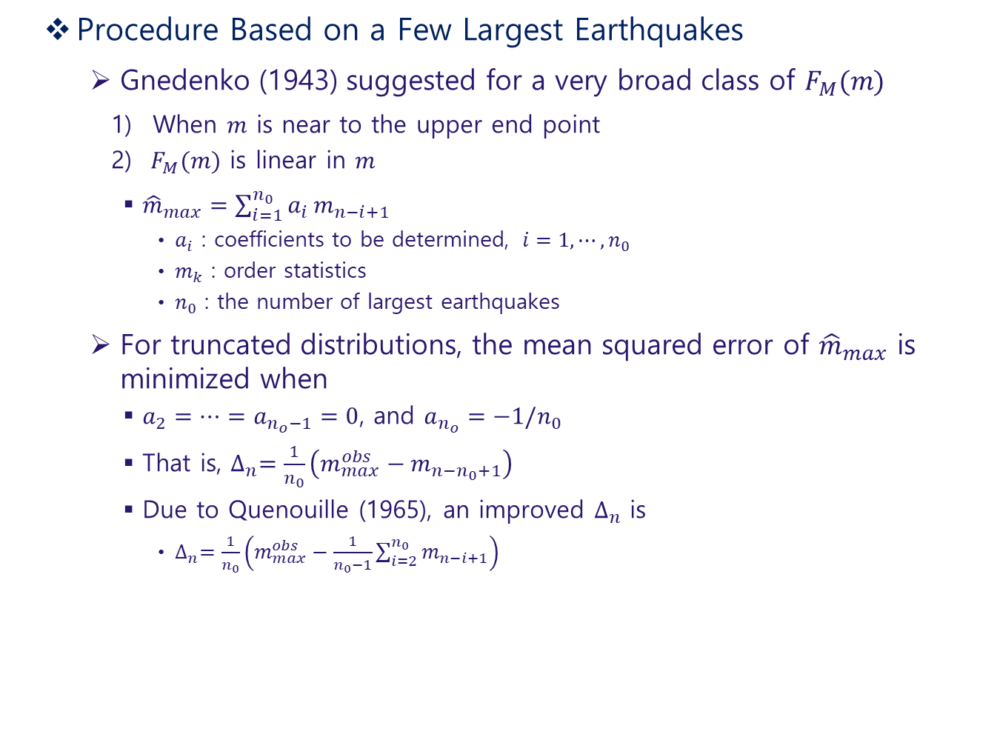 ❖ Procedure Based on a Few Largest Earthquakes
➢ Gnedenko (1943) suggested for a very broad class of $F_M(m)$
1) When $m$ is near to the upper end point
2) $F_M(m)$ is linear in $m$
▪ $\hat{m}_{max} = \sum_{i=1}^{n_0} a_i \, m_{n-i+1}$
• $a_i$ : coefficients to be determined, $i = 1, \cdots, n_0$
• $m_k$ : order statistics
• $n_0$ : the number of largest earthquakes
➢ For truncated distributions, the mean squared error of $\hat{m}_{max}$ is
minimized when
▪ $a_2 = \cdots = a_{n_o-1} = 0$, and $a_{n_o} = -1/n_0$
▪ That is, $\Delta_n = \frac{1}{n_0}\left(m_{max}^{obs} - m_{n-n_0+1}\right)$
▪ Due to Quenouille (1965), an improved $\Delta_n$ is
• $\Delta_n = \frac{1}{n_0}\left(m_{max}^{obs} - \frac{1}{n_0-1}\sum_{i=2}^{n_0} m_{n-i+1}\right)$